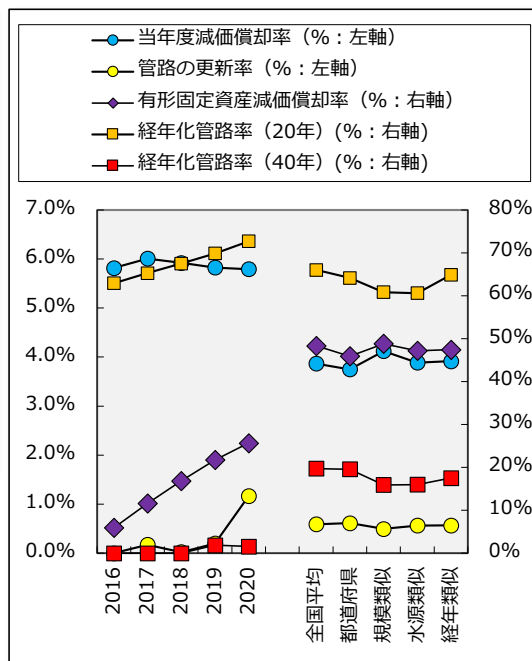 当年度減価償却率（%：左軸）
管路の更新率（%：左軸）
有形固定資産減価償却率（%：右軸）
経年化管路率（20年）(%：右軸)
経年化管路率（40年）(%：右軸)
7.0%
6.0%
5.0%
4.0%
3.0%
2.0%
1.0%
0.0%
80%
70%
60%
50%
40%
30%
20%
10%
0%
2016
2017
2018
2019
2020
全国平均
都道府県
規模類似
水源類似
経年類似